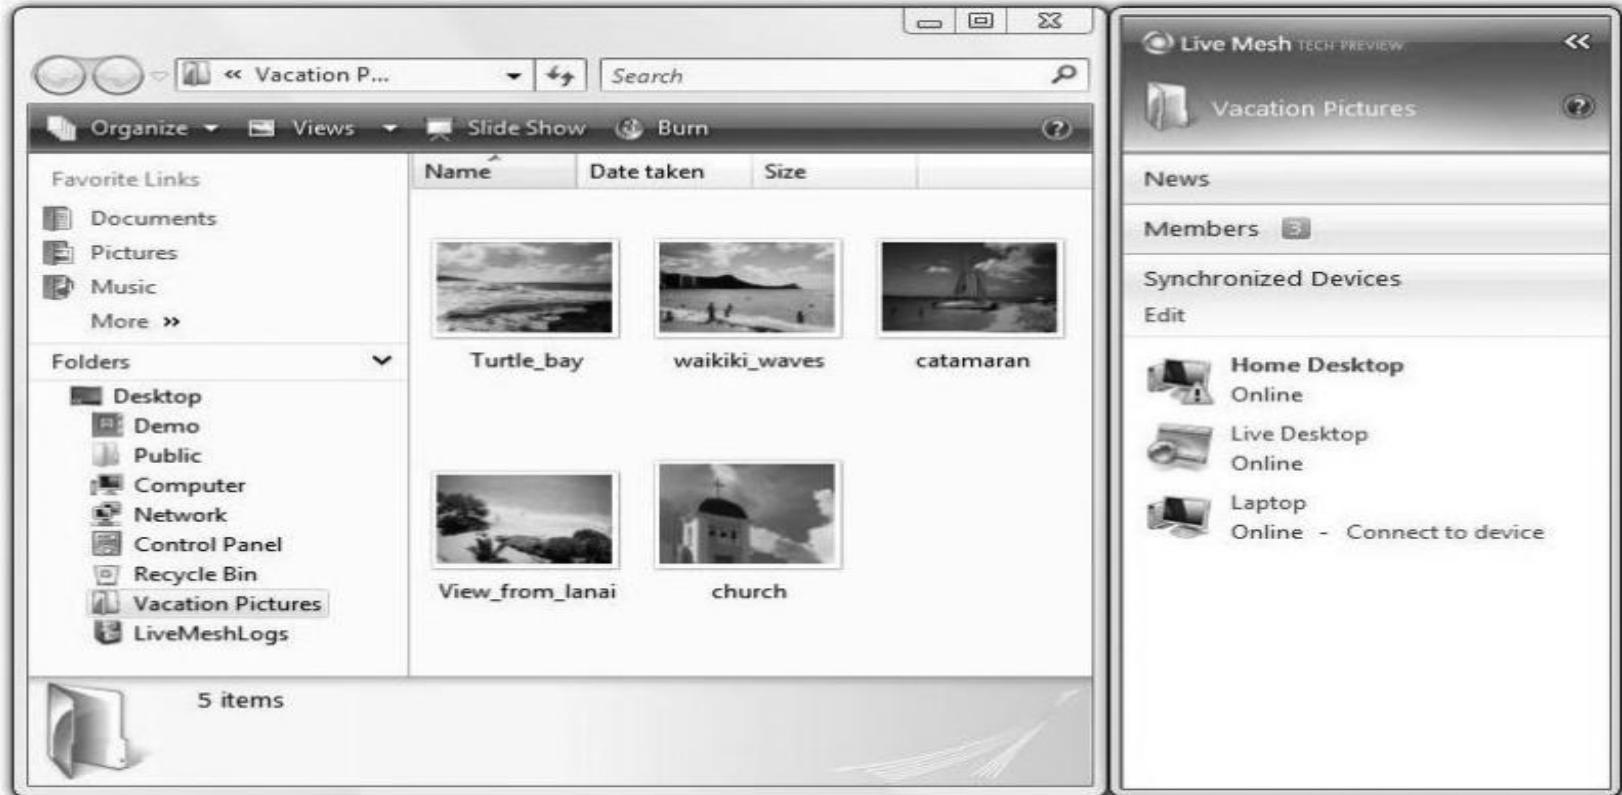 « Vacation P...
Search
Organize Views Slide Show Burn
Favorite Links
Documents
Pictures
Music
More »
Folders
Desktop
Demo
Public
Computer
Network
Control Panel
Recycle Bin
Vacation Pictures
LiveMeshLogs
Name Date taken Size
Turtle_bay waikiki_waves catamaran
View_from_lanai church
5 items
Live Mesh TECH PREVIEW «
Vacation Pictures ?
News
Members 3
Synchronized Devices
Edit
Home Desktop
Online
Live Desktop
Online
Laptop
Online - Connect to device